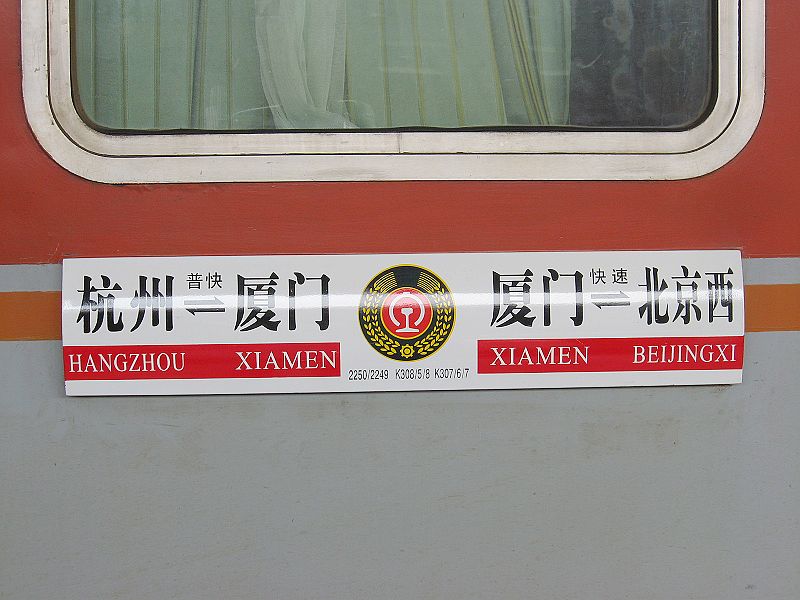 杭州 普快 ⇌ 厦门
HANGZHOU XIAMEN
2250/2249 K308/5/8 K307/6/7
厦门 快速 ⇌ 北京西
XIAMEN BEIJINGXI